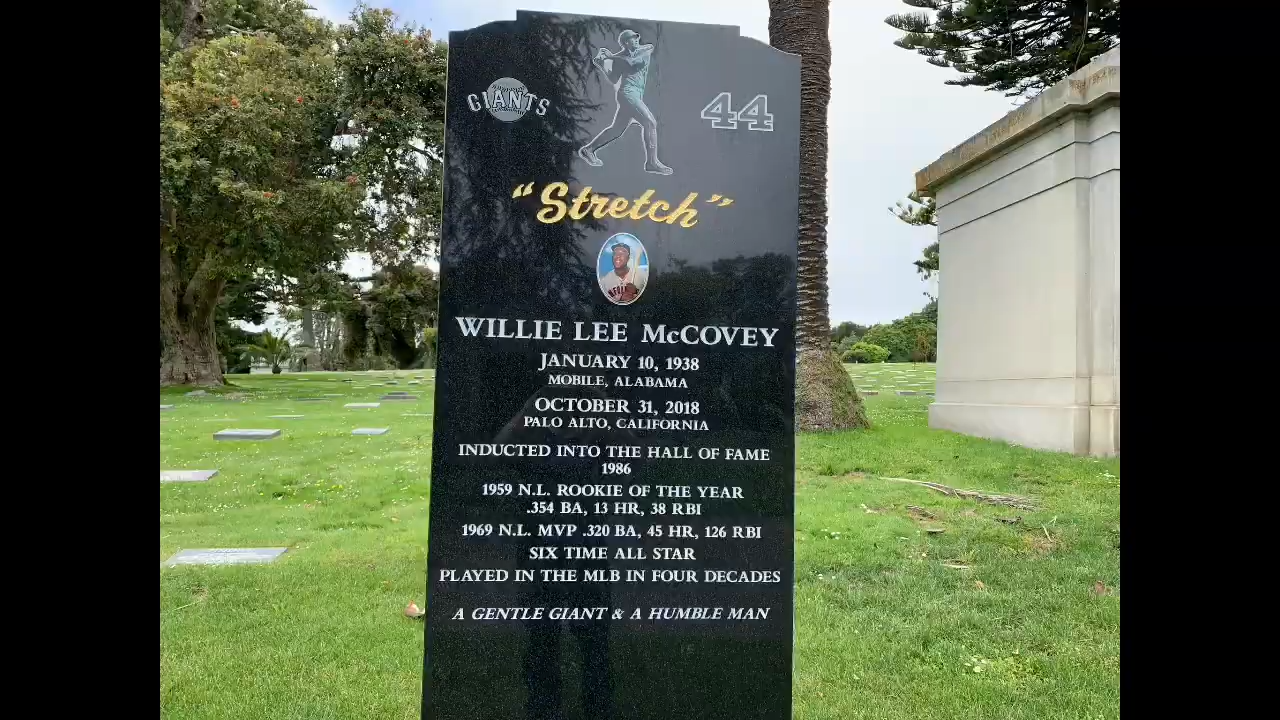 GIANTS
44
"Stretch"
WILLIE LEE McCOVEY
JANUARY 10, 1938
MOBILE, ALABAMA
OCTOBER 31, 2018
PALO ALTO, CALIFORNIA
INDUCTED INTO THE HALL OF FAME
1986
1959 N.L. ROOKIE OF THE YEAR
.354 BA, 13 HR, 38 RBI
1969 N.L. MVP .320 BA, 45 HR, 126 RBI
SIX TIME ALL STAR
PLAYED IN THE MLB IN FOUR DECADES
A GENTLE GIANT & A HUMBLE MAN